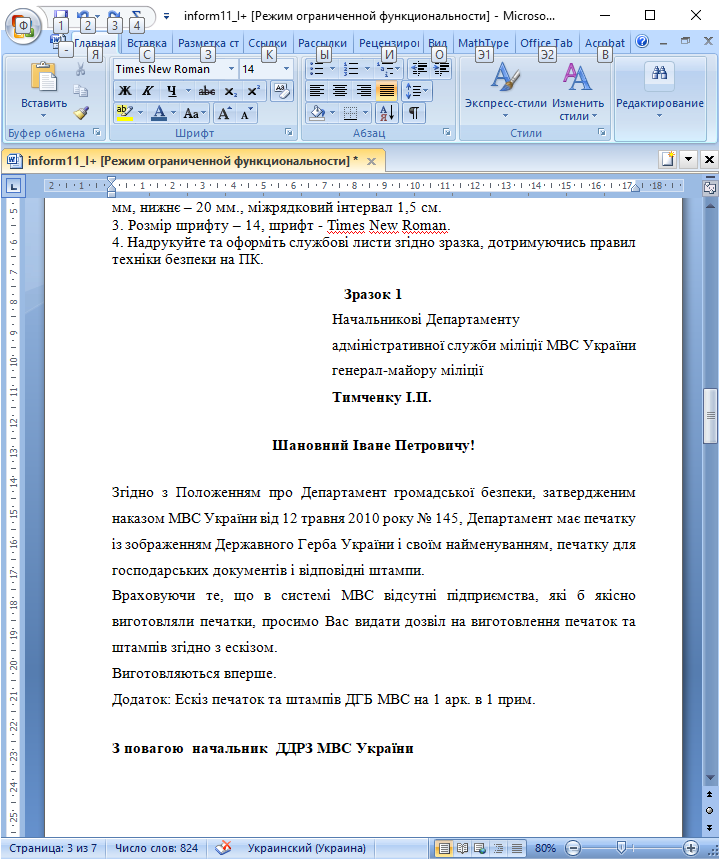 inform11_l+ [Режим ограниченной функциональности] - Microso...
1 2 3 4
Главная Вставка Разметка ст Ссылки Рассылки Рецензиро Вид MathType Office Tab Acrobat
Я С З К Ы И О Э1 Э2 В
Times New Roman 14
Вставить Экспресс-стили Изменить стили Редактирование
Буфер обмена Шрифт Абзац Стили
inform11_l+ [Режим ограниченной функциональности] *
мм, нижнє – 20 мм., міжрядковий інтервал 1,5 см.
3. Розмір шрифту – 14, шрифт - Times New Roman.
4. Надрукуйте та оформіть службові листи згідно зразка, дотримуючись правил
техніки безпеки на ПК.
Зразок 1
Начальникові Департаменту
адміністративної служби міліції МВС України
генерал-майору міліції
Тимченку І.П.
Шановний Іване Петровичу!
Згідно з Положенням про Департамент громадської безпеки, затвердженим
наказом МВС України від 12 травня 2010 року № 145, Департамент має печатку
із зображенням Державного Герба України і своїм найменуванням, печатку для
господарських документів і відповідні штампи.
Враховуючи те, що в системі МВС відсутні підприємства, які б якісно
виготовляли печатки, просимо Вас видати дозвіл на виготовлення печаток та
штампів згідно з ескізом.
Виготовляються вперше.
Додаток: Ескіз печаток та штампів ДГБ МВС на 1 арк. в 1 прим.
З повагою начальник ДДРЗ МВС України
Страница: 3 из 7 Число слов: 824 Украинский (Украина) 80%